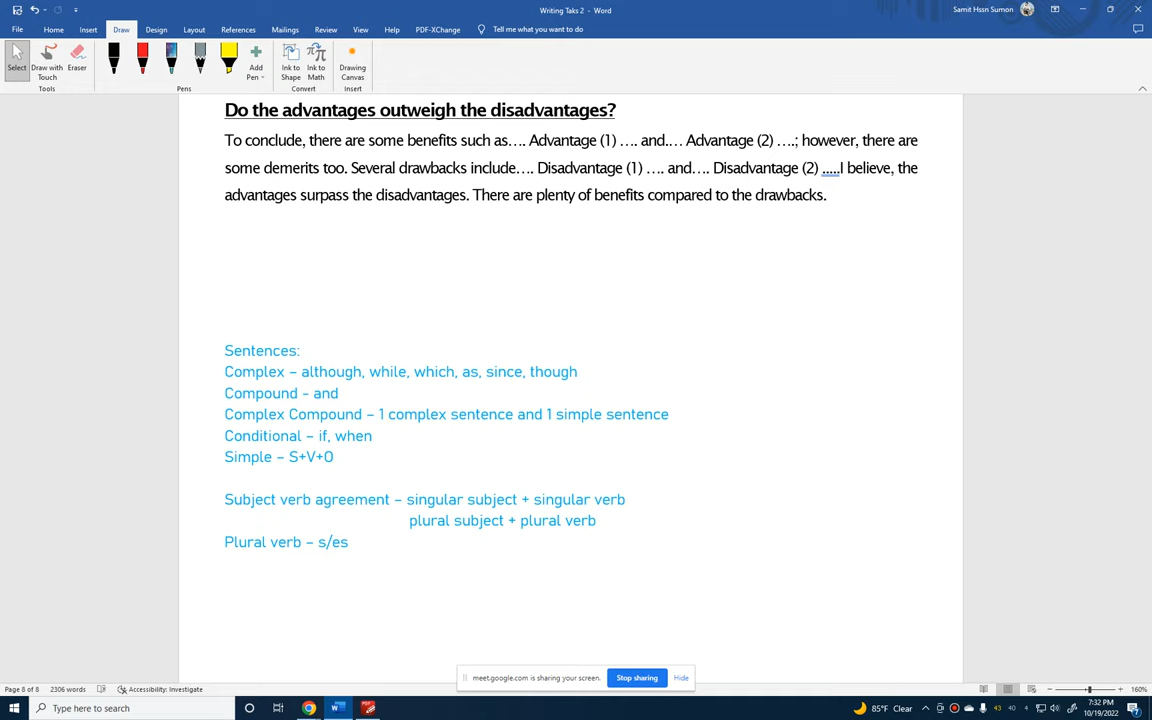 Writing Taks 2 - Word
Samit Hssn Sumon
File Home Insert Draw Design Layout References Mailings Review View Help PDF-XChange Tell me what you want to do
Select Draw with Touch Eraser Add Pen Ink to Shape Ink to Math Drawing Canvas
Tools Pens Convert Insert
Do the advantages outweigh the disadvantages?
To conclude, there are some benefits such as…. Advantage (1) …. and.… Advantage (2) ….; however, there are
some demerits too. Several drawbacks include…. Disadvantage (1) …. and…. Disadvantage (2) .....I believe, the
advantages surpass the disadvantages. There are plenty of benefits compared to the drawbacks.
Sentences:
Complex – although, while, which, as, since, though
Compound - and
Complex Compound – 1 complex sentence and 1 simple sentence
Conditional – if, when
Simple – S+V+O
Subject verb agreement – singular subject + singular verb
plural subject + plural verb
Plural verb – s/es
meet.google.com is sharing your screen. Stop sharing Hide
Page 8 of 8 2306 words Accessibility: Investigate 160%
Type here to search 85°F Clear 43 40 4 7:32 PM
10/19/2022